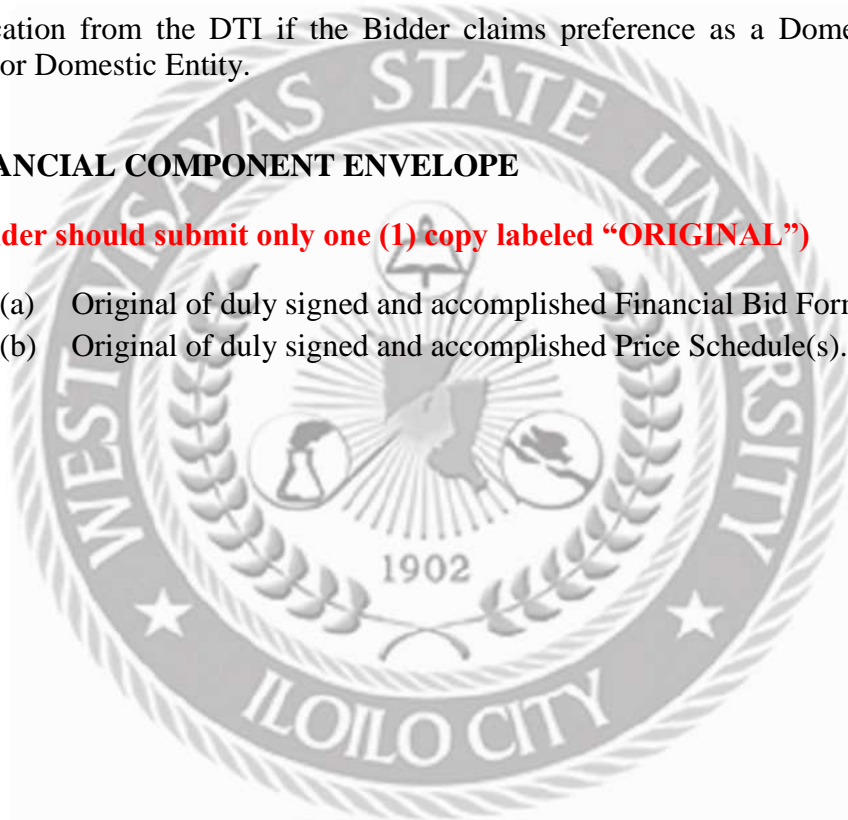 cation from the DTI if the Bidder claims preference as a Dome
or Domestic Entity.
ANCIAL COMPONENT ENVELOPE
der should submit only one (1) copy labeled “ORIGINAL”)
(a) Original of duly signed and accomplished Financial Bid Form
(b) Original of duly signed and accomplished Price Schedule(s).
WEST VISAYAS STATE UNIVERSITY
1902
ILOILO CITY